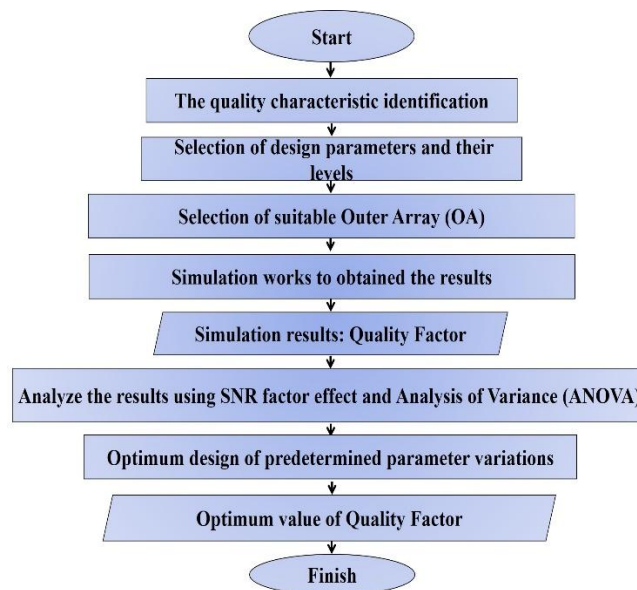 Start
The quality characteristic identification
Selection of design parameters and their
levels
Selection of suitable Outer Array (OA)
Simulation works to obtained the results
Simulation results: Quality Factor
Analyze the results using SNR factor effect and Analysis of Variance (ANOVA)
Optimum design of predetermined parameter variations
Optimum value of Quality Factor
Finish